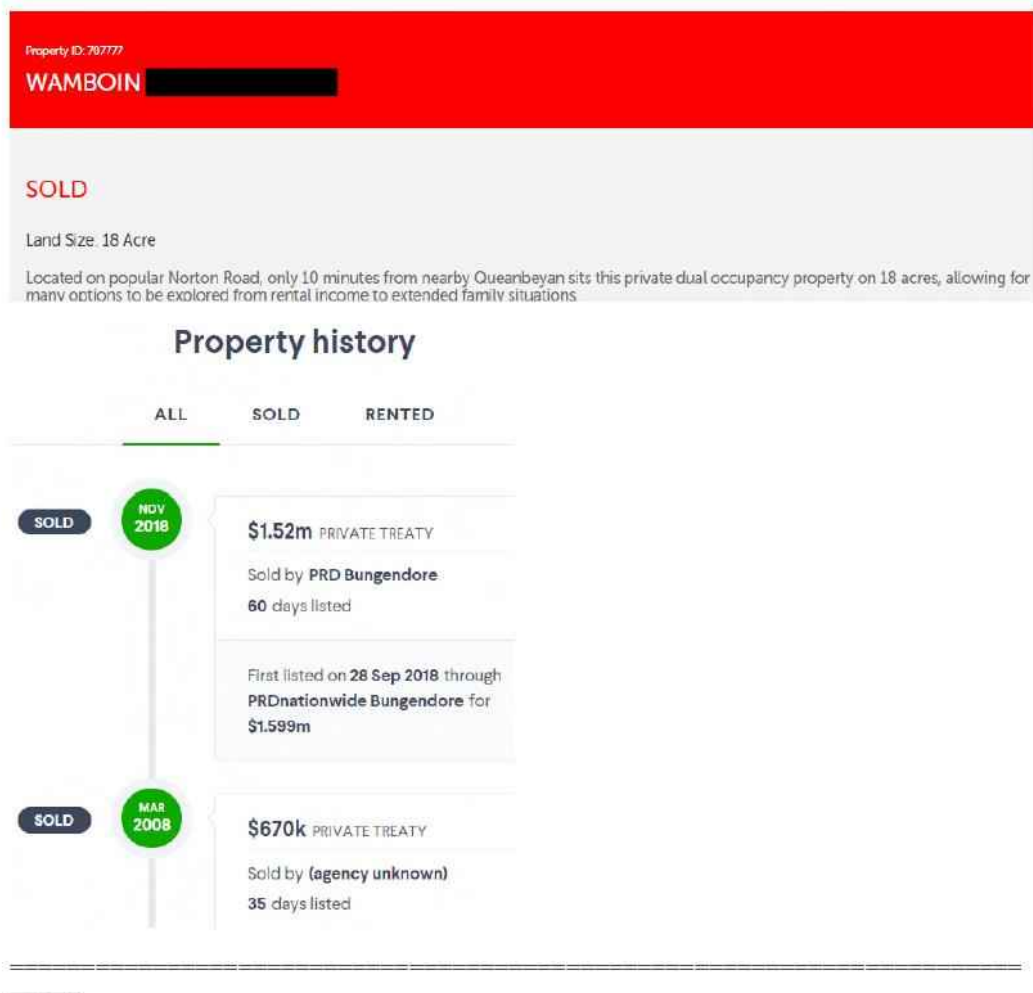 Property ID: 707777
WAMBOIN
SOLD
Land Size: 18 Acre
Located on popular Norton Road, only 10 minutes from nearby Queanbeyan sits this private dual occupancy property on 18 acres, allowing for
many options to be explored from rental income to extended family situations
Property history
ALL SOLD RENTED
SOLD
NOV
2018
$1.52m PRIVATE TREATY
Sold by PRD Bungendore
60 days listed
First listed on 28 Sep 2018 through
PRDnationwide Bungendore for
$1.599m
SOLD
MAR
2008
$670k PRIVATE TREATY
Sold by (agency unknown)
35 days listed